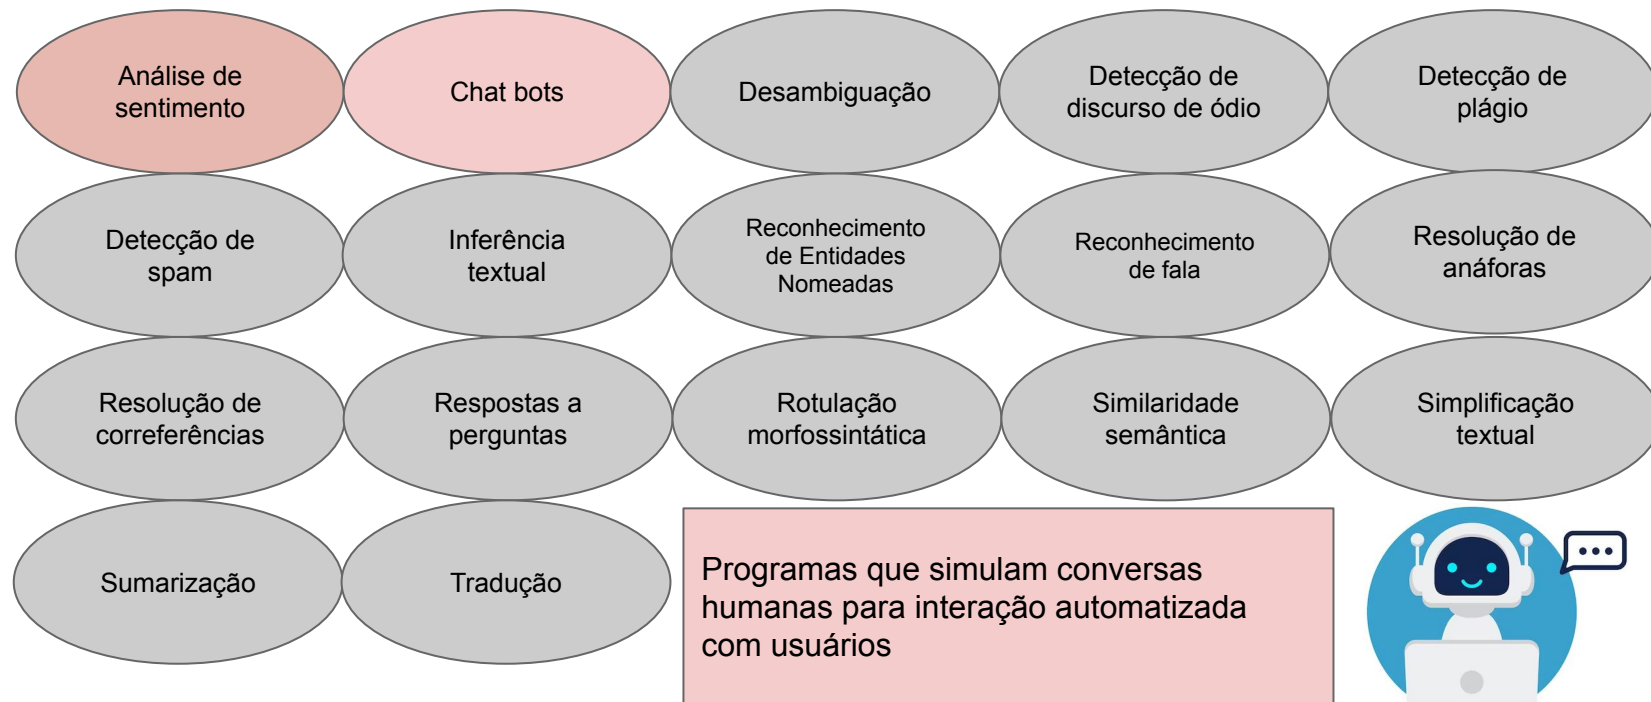 Análise de
sentimento
Chat bots
Desambiguação
Detecção de
discurso de ódio
Detecção de
plágio
Detecção de
spam
Inferência
textual
Reconhecimento
de Entidades
Nomeadas
Reconhecimento
de fala
Resolução de
anáforas
Resolução de
correferências
Respostas a
perguntas
Rotulação
morfossintática
Similaridade
semântica
Simplificação
textual
Sumarização
Tradução
Programas que simulam conversas
humanas para interação automatizada
com usuários